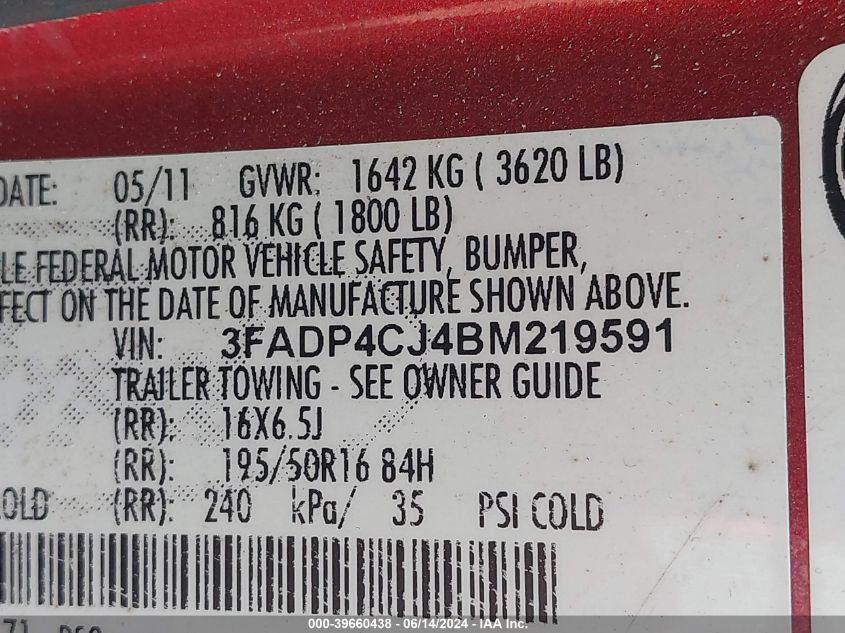 DATE: 05/11 GVWR: 1642 KG ( 3620 LB)
(RR): 816 KG ( 1800 LB)
LE FEDERAL MOTOR VEHICLE SAFETY, BUMPER,
FFECT ON THE DATE OF MANUFACTURE SHOWN ABOVE.
VIN: 3FADP4CJ4BM219591
TRAILER TOWING - SEE OWNER GUIDE
(RR): 16X6.5J
(RR): 195/50R16 84H
COLD (RR): 240 kPa/ 35 PSI COLD
000-39660438 - 06/14/2024 - IAA Inc.